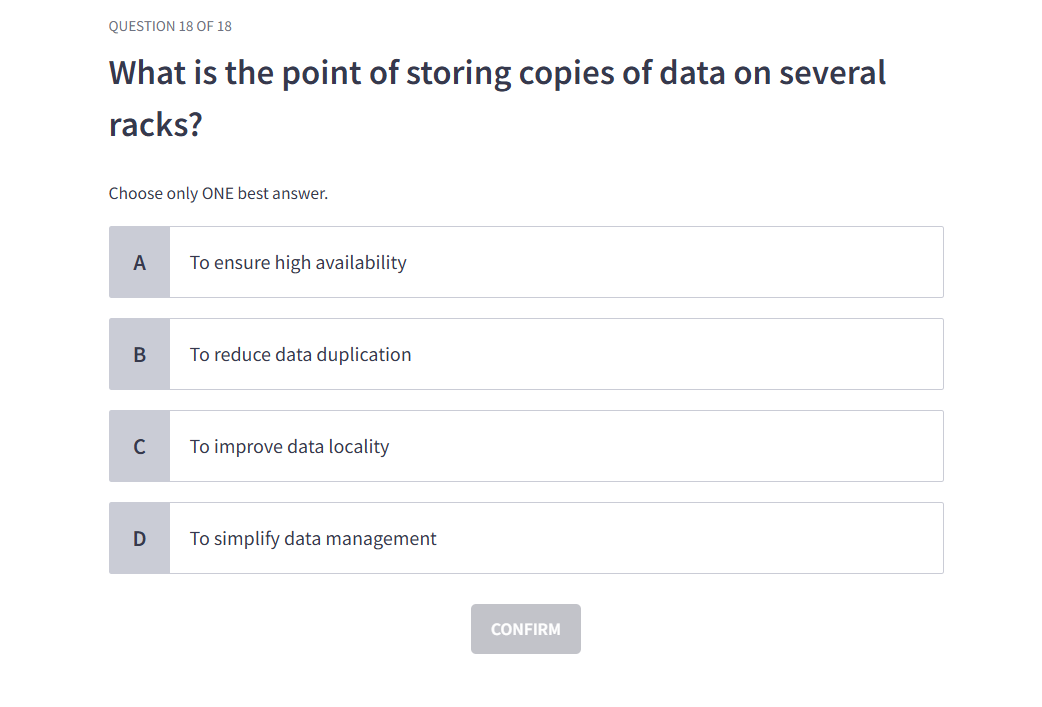 QUESTION 18 OF 18
What is the point of storing copies of data on several
racks?
Choose only ONE best answer.
A To ensure high availability
B To reduce data duplication
C To improve data locality
D To simplify data management
CONFIRM